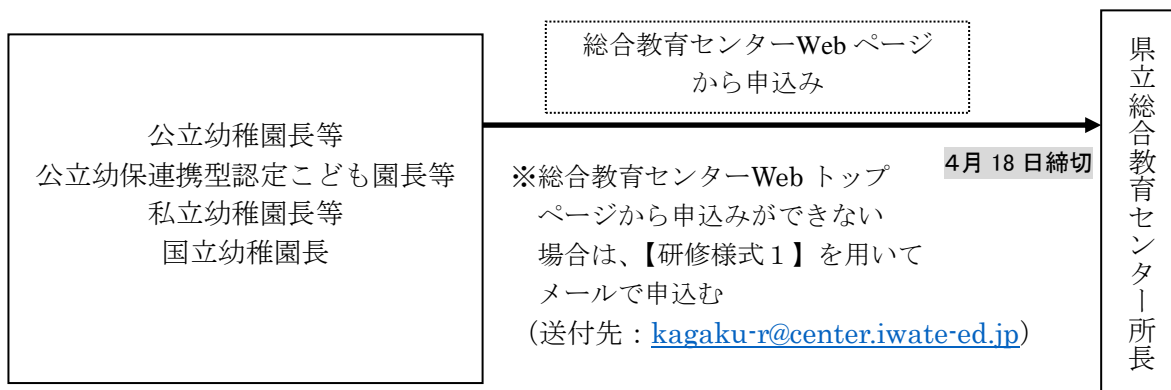 公立幼稚園長等
公立幼保連携型認定こども園長等
私立幼稚園長等
国立幼稚園長
総合教育センターWeb ページ
から申込み
4月 18 日締切
※総合教育センターWeb トップ
ページから申込みができない
場合は、【研修様式１】を用いて
メールで申込む
（送付先：kagaku-r@center.iwate-ed.jp）
県立総合教育センター所長